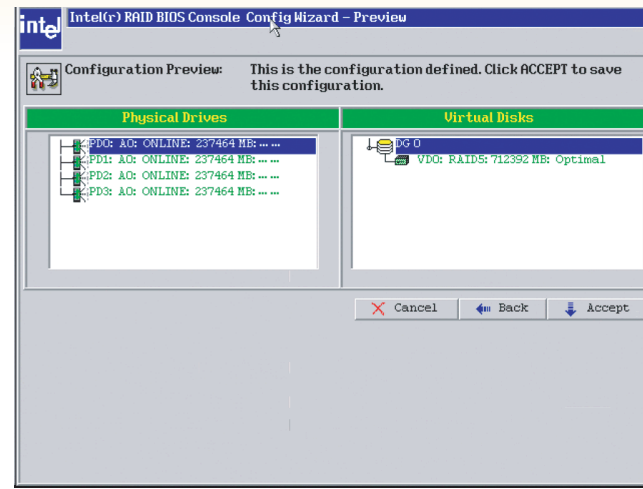 intel
Intel(r) RAID BIOS Console Config Wizard – Preview
Configuration Preview: This is the configuration defined. Click ACCEPT to save
this configuration.
Physical Drives
PD0: A0: ONLINE: 237464 MB: ... ...
PD1: A0: ONLINE: 237464 MB: ... ...
PD2: A0: ONLINE: 237464 MB: ... ...
PD3: A0: ONLINE: 237464 MB: ... ...
Virtual Disks
DG 0
VD0: RAID5: 712392 MB: Optimal
Cancel
Back
Accept